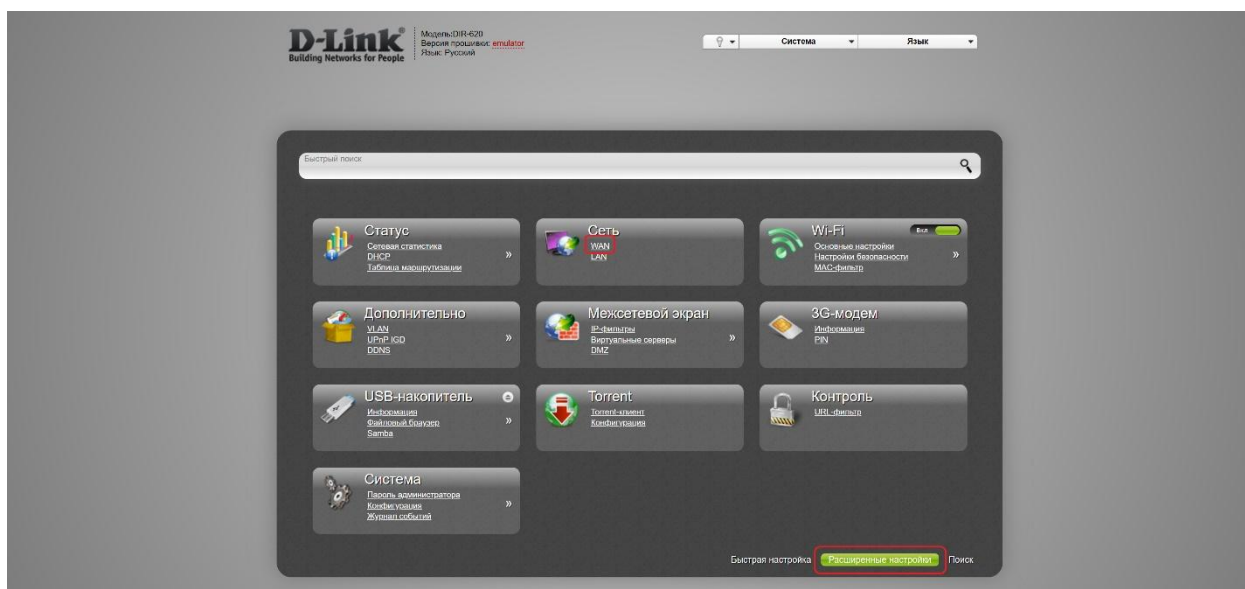 D-Link®
Building Networks for People
Модель:DIR-620
Версия прошивки: emulator
Язык: Русский
Система
Язык
Быстрый поиск
Статус
Сетевая статистика
DHCP
Таблица маршрутизации
Сеть
WAN
LAN
Wi-Fi
Вкл
Основные настройки
Настройки безопасности
MAC-фильтр
Дополнительно
VLAN
UPnP IGD
DDNS
Межсетевой экран
IP-фильтры
Виртуальные серверы
DMZ
3G-модем
Информация
PIN
USB-накопитель
Информация
Файловый браузер
Samba
Torrent
Torrent-клиент
Конфигурация
Контроль
URL-фильтр
Система
Пароль администратора
Конфигурация
Журнал событий
Быстрая настройка Расширенные настройки Поиск